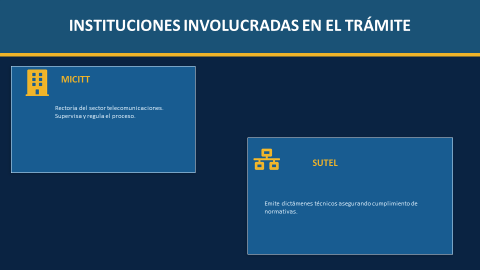 INSTITUCIONES INVOLUCRADAS EN EL TRÁMITE
MICITT
Rectoría del sector telecomunicaciones.
Supervisa y regula el proceso.
SUTEL
Emite dictámenes técnicos asegurando cumplimiento de
normativas.